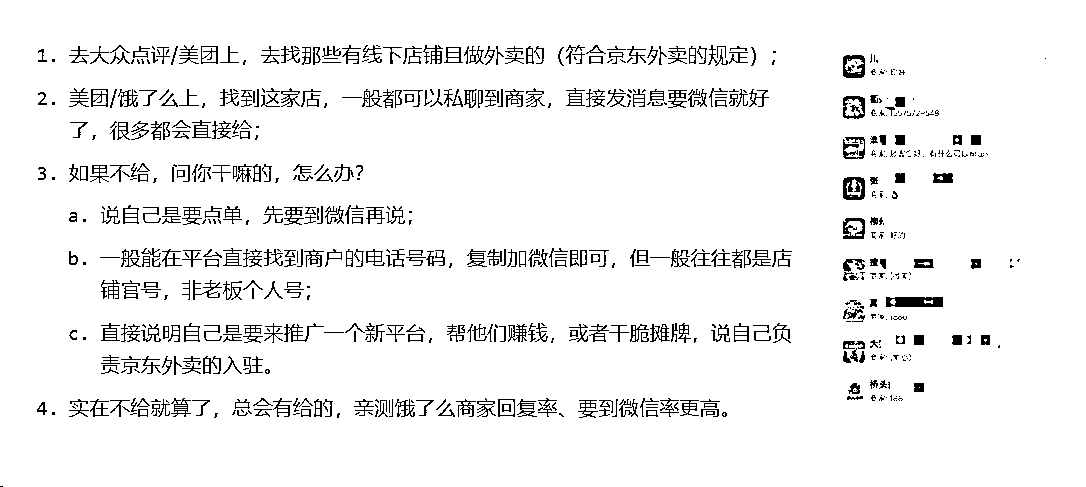 1. 去大众点评/美团上，去找那些有线下店铺且做外卖的（符合京东外卖的规定）；
2. 美团/饿了么上，找到这家店，一般都可以私聊到商家，直接发消息要微信就好
了，很多都会直接给；
3. 如果不给，问你干嘛的，怎么办？
a. 说自己是要点单，先要到微信再说；
b. 一般能在平台直接找到商户的电话号码，复制加微信即可，但一般往往都是店
铺官号，非老板个人号；
c. 直接说明自己是要来推广一个新平台，帮他们赚钱，或者干脆摊牌，说自己负
责京东外卖的入驻。
4. 实在不给就算了，总会有给的，亲测饿了么商家回复率、要到微信率更高。
张
桥头